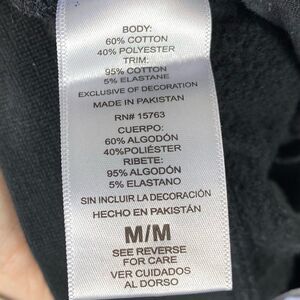 BODY:
60% COTTON
40% POLYESTER
TRIM:
95% COTTON
5% ELASTANE
EXCLUSIVE OF DECORATION
MADE IN PAKISTAN
RN# 15763
CUERPO:
60% ALGODÓN
40%POLIÉSTER
RIBETE:
95% ALGODÓN
5% ELASTANO
SIN INCLUIR LA DECORACIÓN
HECHO EN PAKISTÁN
M/M
SEE REVERSE
FOR CARE
VER CUIDADO
AL DORSO